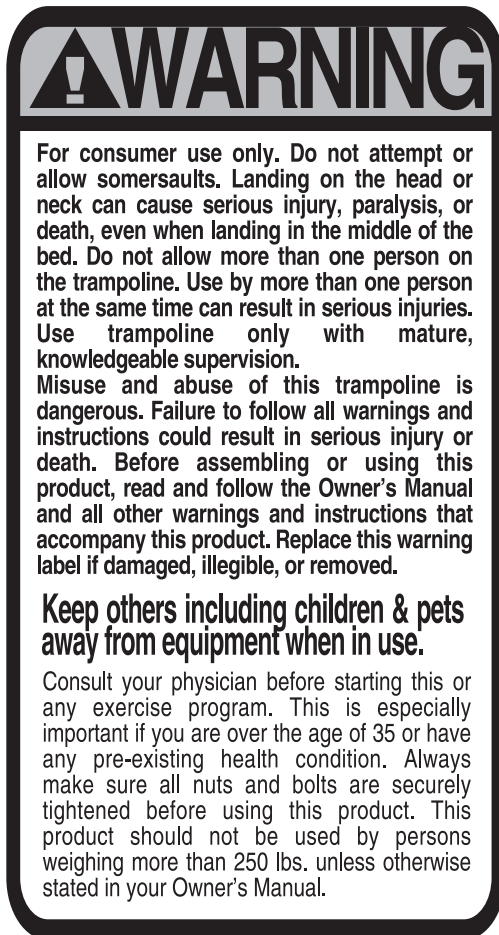 WARNING
For consumer use only. Do not attempt or
allow somersaults. Landing on the head or
neck can cause serious injury, paralysis, or
death, even when landing in the middle of the
bed. Do not allow more than one person on
the trampoline. Use by more than one person
at the same time can result in serious injuries.
Use trampoline only with mature,
knowledgeable supervision.
Misuse and abuse of this trampoline is
dangerous. Failure to follow all warnings and
instructions could result in serious injury or
death. Before assembling or using this
product, read and follow the Owner's Manual
and all other warnings and instructions that
accompany this product. Replace this warning
label if damaged, illegible, or removed.
Keep others including children & pets
away from equipment when in use.
Consult your physician before starting this or
any exercise program. This is especially
important if you are over the age of 35 or have
any pre-existing health condition. Always
make sure all nuts and bolts are securely
tightened before using this product. This
product should not be used by persons
weighing more than 250 lbs. unless otherwise
stated in your Owner's Manual.